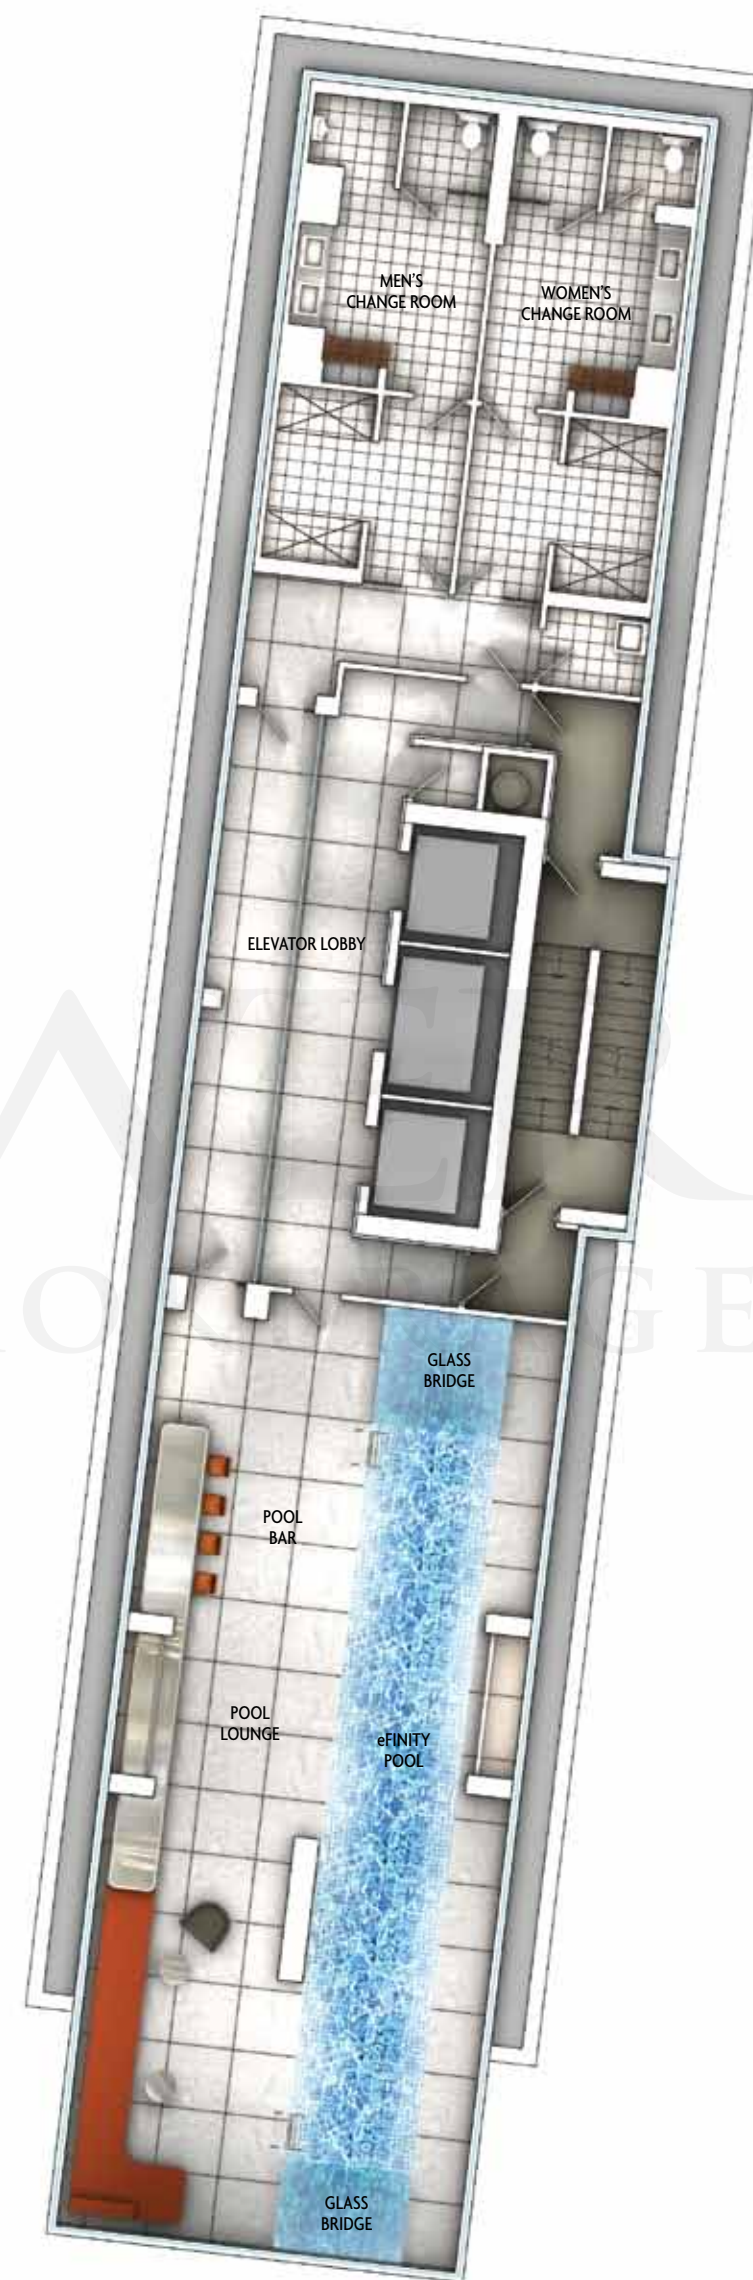 MEN'S
CHANGE ROOM
WOMEN'S
CHANGE ROOM
ELEVATOR LOBBY
GLASS
BRIDGE
POOL
BAR
POOL
LOUNGE
eFINITY
POOL
GLASS
BRIDGE